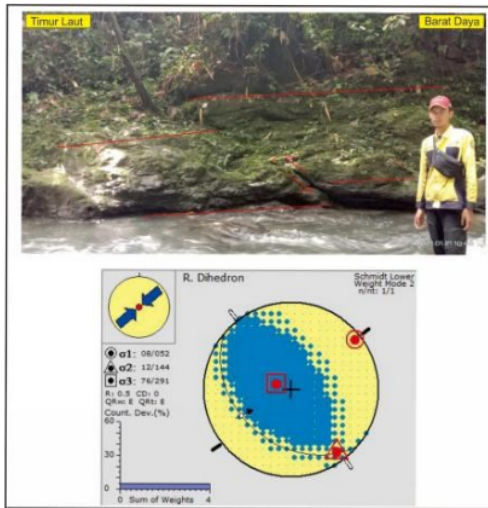 Timur Laut
Barat Daya
R. Dihedron
Schmidt Lower
Weight Mode 2
n/nt: 1/1
σ1: 08/052
σ2: 12/144
σ3: 76/291
R: 0.5 CD: 0
QRw: E QRt: E
Count. Dev.(%)
60
30
0
0 Sum of Weights 4